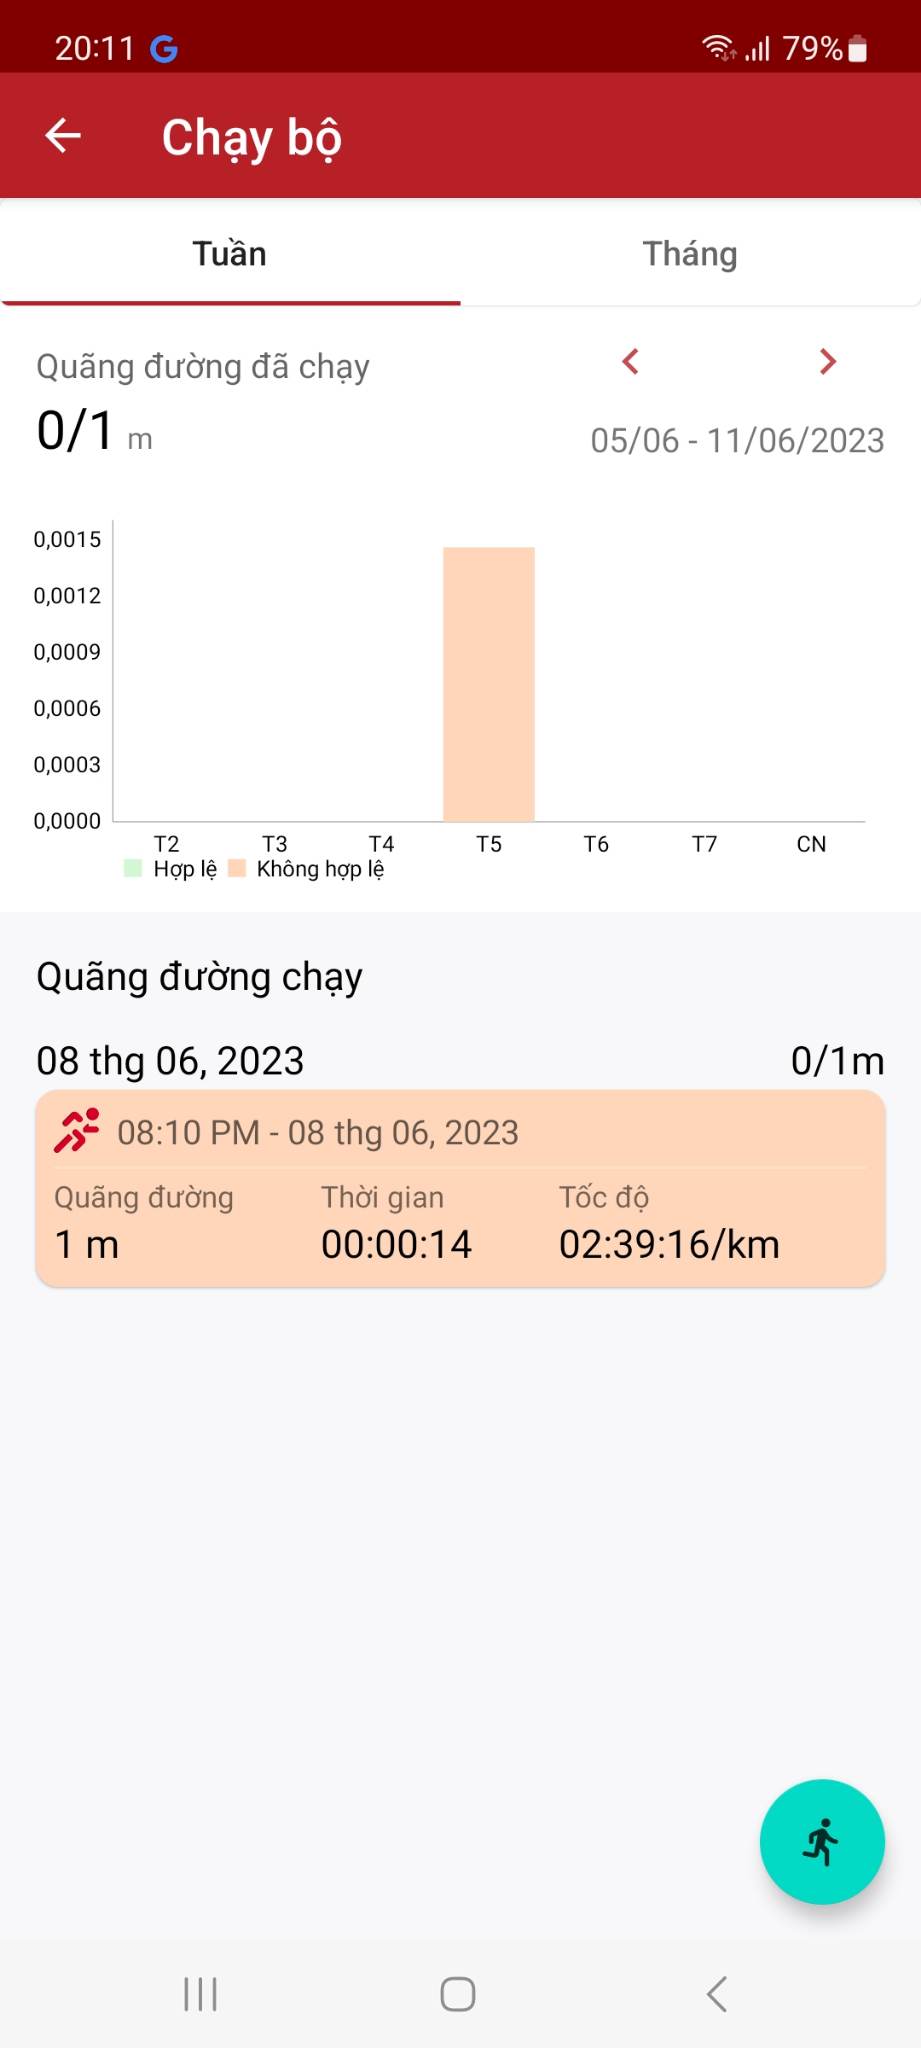 20:11 G 79%
Chạy bộ
Tuần Tháng
Quãng đường đã chạy
0/1 m
05/06 - 11/06/2023
0,0015
0,0012
0,0009
0,0006
0,0003
0,0000
T2 T3 T4 T5 T6 T7 CN
Hợp lệ Không hợp lệ
Quãng đường chạy
08 thg 06, 2023 0/1m
08:10 PM - 08 thg 06, 2023
Quãng đường Thời gian Tốc độ
1 m 00:00:14 02:39:16/km